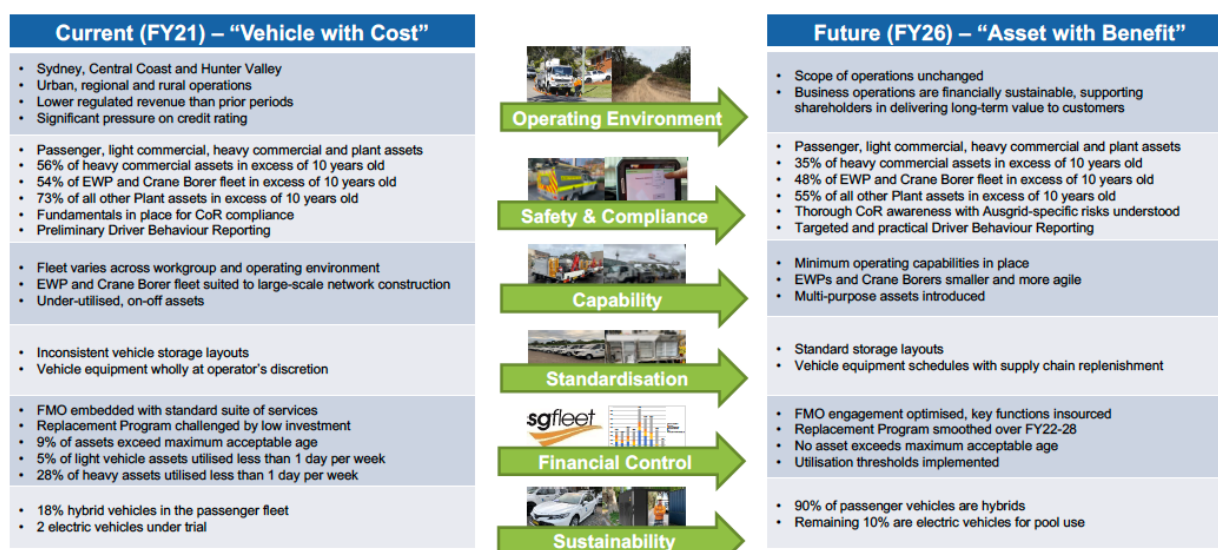 Current (FY21) – “Vehicle with Cost”
• Sydney, Central Coast and Hunter Valley
• Urban, regional and rural operations
• Lower regulated revenue than prior periods
• Significant pressure on credit rating
Operating Environment
Future (FY26) – “Asset with Benefit”
• Scope of operations unchanged
• Business operations are financially sustainable, supporting
shareholders in delivering long-term value to customers
• Passenger, light commercial, heavy commercial and plant assets
• 56% of heavy commercial assets in excess of 10 years old
• 54% of EWP and Crane Borer fleet in excess of 10 years old
• 73% of all other Plant assets in excess of 10 years old
• Fundamentals in place for CoR compliance
• Preliminary Driver Behaviour Reporting
Safety & Compliance
• Passenger, light commercial, heavy commercial and plant assets
• 35% of heavy commercial assets in excess of 10 years old
• 48% of EWP and Crane Borer fleet in excess of 10 years old
• 55% of all other Plant assets in excess of 10 years old
• Thorough CoR awareness with Ausgrid-specific risks understood
• Targeted and practical Driver Behaviour Reporting
• Fleet varies across workgroup and operating environment
• EWP and Crane Borer fleet suited to large-scale network construction
• Under-utilised, on-off assets
Capability
• Minimum operating capabilities in place
• EWPs and Crane Borers smaller and more agile
• Multi-purpose assets introduced
• Inconsistent vehicle storage layouts
• Vehicle equipment wholly at operator’s discretion
Standardisation
• Standard storage layouts
• Vehicle equipment schedules with supply chain replenishment
• FMO embedded with standard suite of services
• Replacement Program challenged by low investment
• 9% of assets exceed maximum acceptable age
• 5% of light vehicle assets utilised less than 1 day per week
• 28% of heavy assets utilised less than 1 day per week
sgfleet
Financial Control
• FMO engagement optimised, key functions insourced
• Replacement Program smoothed over FY22-28
• No asset exceeds maximum acceptable age
• Utilisation thresholds implemented
• 18% hybrid vehicles in the passenger fleet
• 2 electric vehicles under trial
Sustainability
• 90% of passenger vehicles are hybrids
• Remaining 10% are electric vehicles for pool use